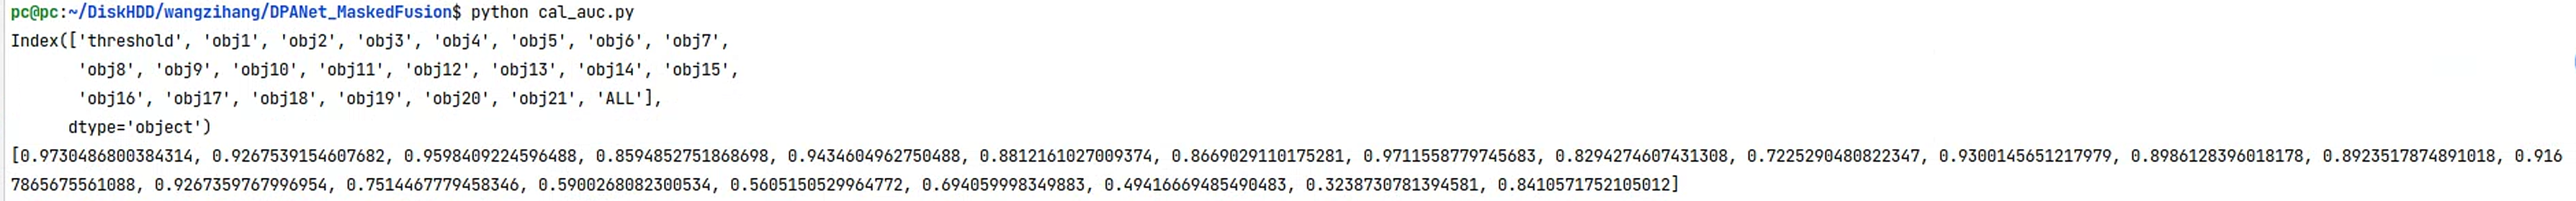 pc@pc:~/DiskHDD/wangzihang/DPANet_MaskedFusion$ python cal_auc.py
Index(['threshold', 'obj1', 'obj2', 'obj3', 'obj4', 'obj5', 'obj6', 'obj7',
       'obj8', 'obj9', 'obj10', 'obj11', 'obj12', 'obj13', 'obj14', 'obj15',
       'obj16', 'obj17', 'obj18', 'obj19', 'obj20', 'obj21', 'ALL'],
      dtype='object')
[0.9730486800384314, 0.9267539154607682, 0.9598409224596488, 0.8594852751868698, 0.9434604962750488, 0.8812161027009374, 0.8669029110175281, 0.9711558779745683, 0.8294274607431308, 0.7225290480822347, 0.9300145651217979, 0.8986128396018178, 0.8923517874891018, 0.916
7865675561088, 0.9267359767996954, 0.7514467779458346, 0.5900268082300534, 0.5605150529964772, 0.694059998349883, 0.49416669485490483, 0.3238730781394581, 0.8410571752105012]